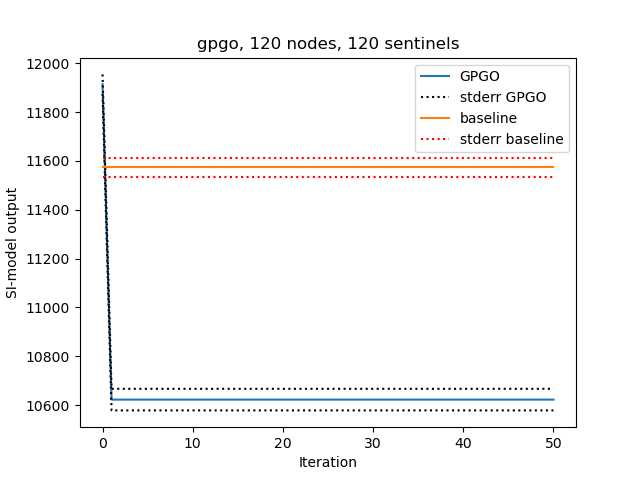 gpgo, 120 nodes, 120 sentinels
GPGO
stderr GPGO
baseline
stderr baseline
SI-model output
12000
11800
11600
11400
11200
11000
10800
10600
0 10 20 30 40 50
Iteration